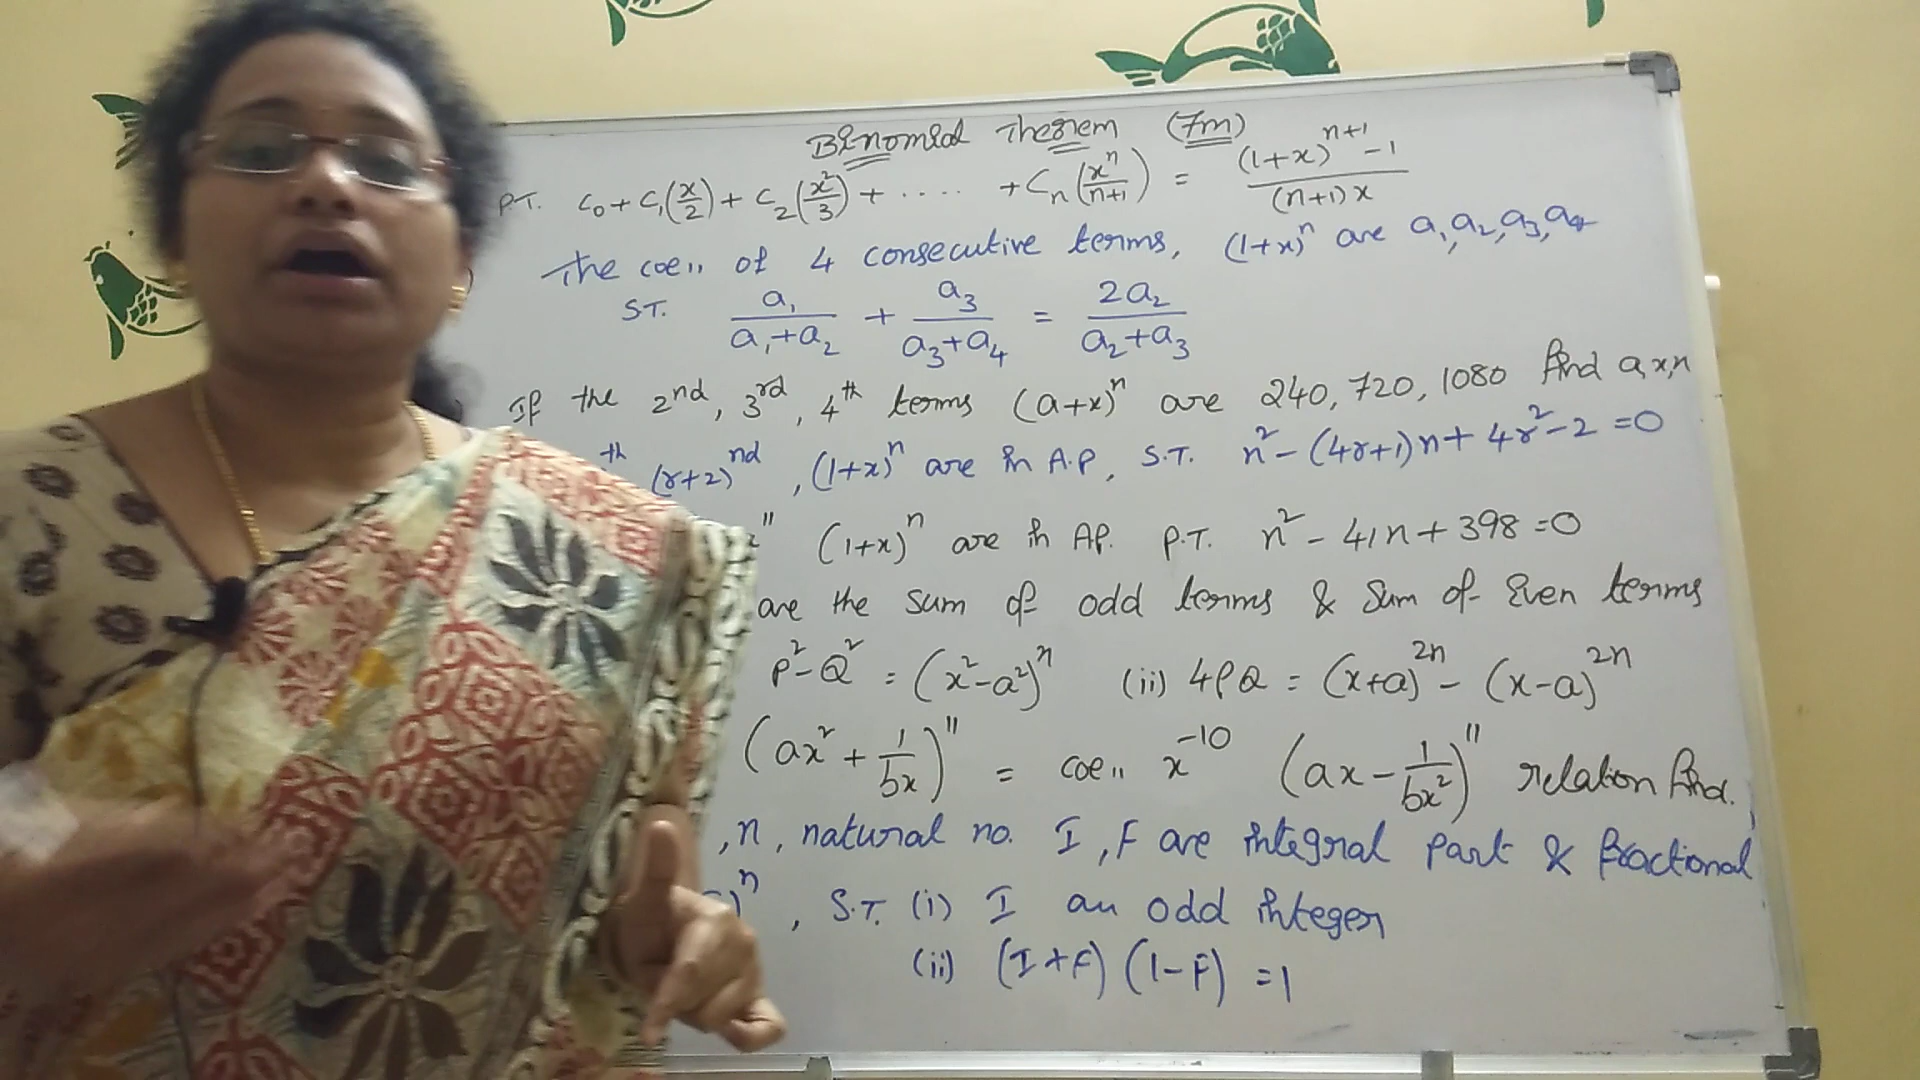 Binomial Theorem (7m)
P.T. C₀ + C₁(x/2) + C₂(x²/3) + ..... + Cₙ(xⁿ/n+1) = (1+x)ⁿ⁺¹ - 1 / (n+1)x
The coe'' of 4 consecutive terms, (1+x)ⁿ are a₁, a₂, a₃, a₄
S.T. a₁/(a₁+a₂) + a₃/(a₃+a₄) = 2a₂/(a₂+a₃)
If the 2nd, 3rd, 4th terms (a+x)ⁿ are 240, 720, 1080 find a,x,n
th (r+2)nd, (1+x)ⁿ are in A.P, S.T. n² - (4r+1)n + 4r² - 2 = 0
(1+x)ⁿ are in AP. P.T. n² - 41n + 398 = 0
are the sum of odd terms & Sum of Even terms
P² - Q² = (x² - a²)ⁿ (ii) 4PQ = (x+a)²ⁿ - (x-a)²ⁿ
(ax² + 1/bx)¹¹ = coe'' x⁻¹⁰ (ax - 1/bx²)¹¹ relation find.
, n, natural no. I, F are integral part & fractional
)ⁿ, S.T. (i) I an odd integer
(ii) (I+F) (1-F) = 1